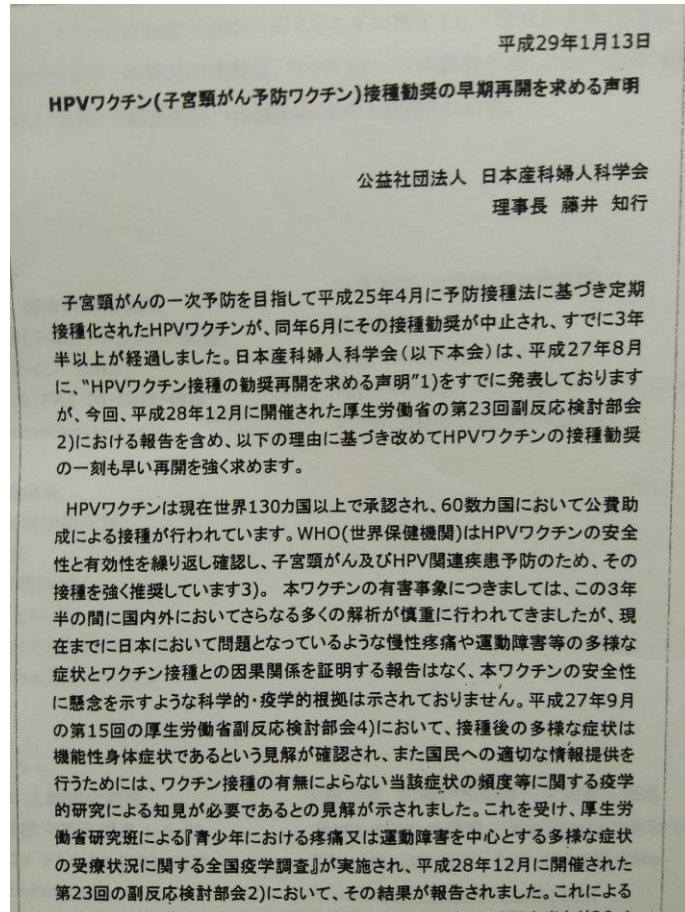 平成29年1月13日
HPVワクチン(子宮頸がん予防ワクチン)接種勧奨の早期再開を求める声明
公益社団法人 日本産科婦人科学会
理事長 藤井 知行
子宮頸がんの一次予防を目指して平成25年4月に予防接種法に基づき定期
接種化されたHPVワクチンが、同年6月にその接種勧奨が中止され、すでに3年
半以上が経過しました。日本産科婦人科学会(以下本会)は、平成27年8月
に、“HPVワクチン接種の勧奨再開を求める声明”1)をすでに発表しております
が、今回、平成28年12月に開催された厚生労働省の第23回副反応検討部会
2)における報告を含め、以下の理由に基づき改めてHPVワクチンの接種勧奨
の一刻も早い再開を強く求めます。
HPVワクチンは現在世界130カ国以上で承認され、60数カ国において公費助
成による接種が行われています。WHO(世界保健機関)はHPVワクチンの安全
性と有効性を繰り返し確認し、子宮頸がん及びHPV関連疾患予防のため、その
接種を強く推奨しています3)。 本ワクチンの有害事象につきましては、この3年
半の間に国内外においてさらなる多くの解析が慎重に行われてきましたが、現
在までに日本において問題となっているような慢性疼痛や運動障害等の多様な
症状とワクチン接種との因果関係を証明する報告はなく、本ワクチンの安全性
に懸念を示すような科学的・疫学的根拠は示されておりません。平成27年9月
の第15回の厚生労働省副反応検討部会4)において、接種後の多様な症状は
機能性身体症状であるという見解が確認され、また国民への適切な情報提供を
行うためには、ワクチン接種の有無によらない当該症状の頻度等に関する疫学
的研究による知見が必要であるとの見解が示されました。これを受け、厚生労
働省研究班による『青少年における疼痛又は運動障害を中心とする多様な症状
の受療状況に関する全国疫学調査』が実施され、平成28年12月に開催された
第23回の副反応検討部会2)において、その結果が報告されました。これによる